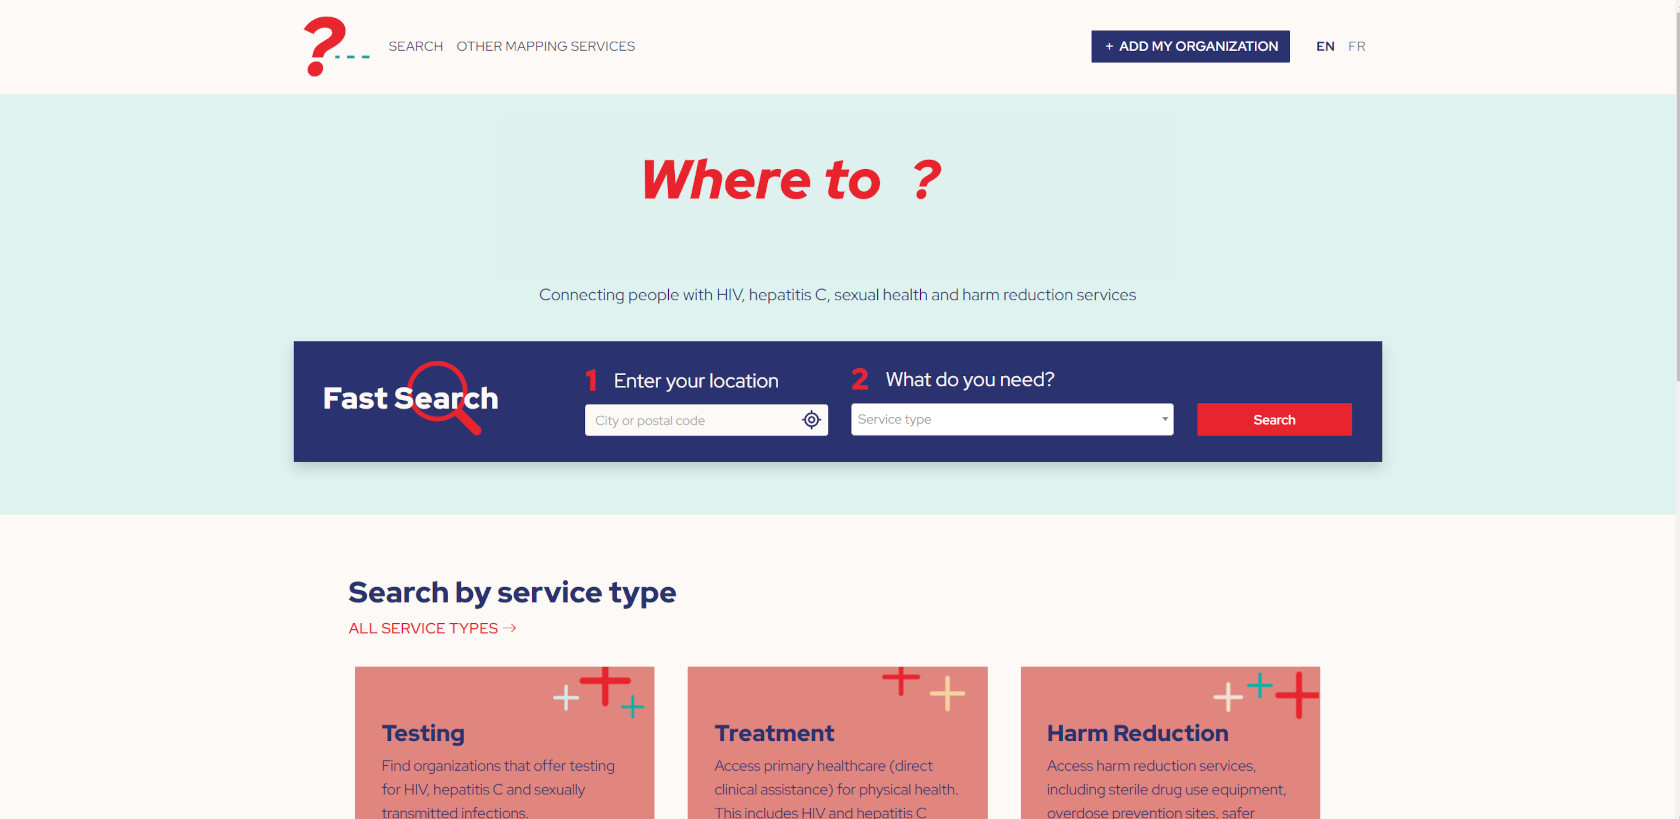 ?---
SEARCH OTHER MAPPING SERVICES
+ ADD MY ORGANIZATION
EN FR
Where to ?
Connecting people with HIV, hepatitis C, sexual health and harm reduction services
Fast Search
1 Enter your location
City or postal code
2 What do you need?
Service type
Search
Search by service type
ALL SERVICE TYPES →
Testing
Find organizations that offer testing
for HIV, hepatitis C and sexually
transmitted infections.
Treatment
Access primary healthcare (direct
clinical assistance) for physical health.
This includes HIV and hepatitis C
Harm Reduction
Access harm reduction services,
including sterile drug use equipment,
overdose prevention sites, safer